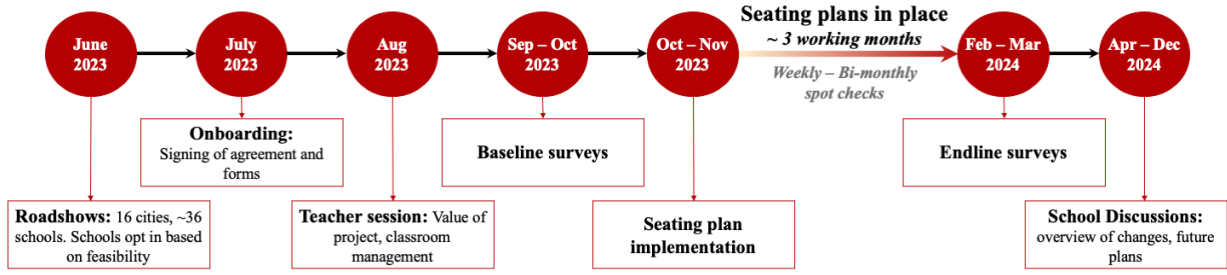 June
2023
July
2023
Aug
2023
Sep – Oct
2023
Oct – Nov
2023
Seating plans in place
~ 3 working months
Weekly – Bi-monthly
spot checks
Feb – Mar
2024
Apr – Dec
2024
Onboarding:
Signing of agreement and
forms
Baseline surveys
Endline surveys
Roadshows: 16 cities, ~36
schools. Schools opt in based
on feasibility
Teacher session: Value of
project, classroom
management
Seating plan
implementation
School Discussions:
overview of changes, future
plans